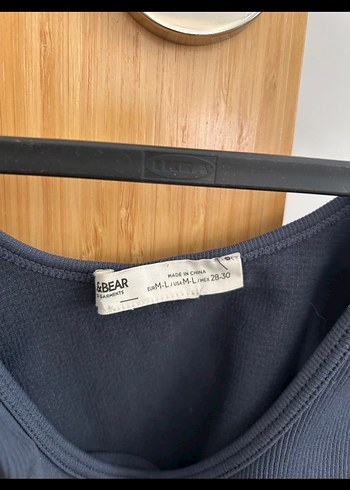 &BEAR
GARMENTS
MADE IN CHINA
EUR M-L / USA M-L / MEX 28-30